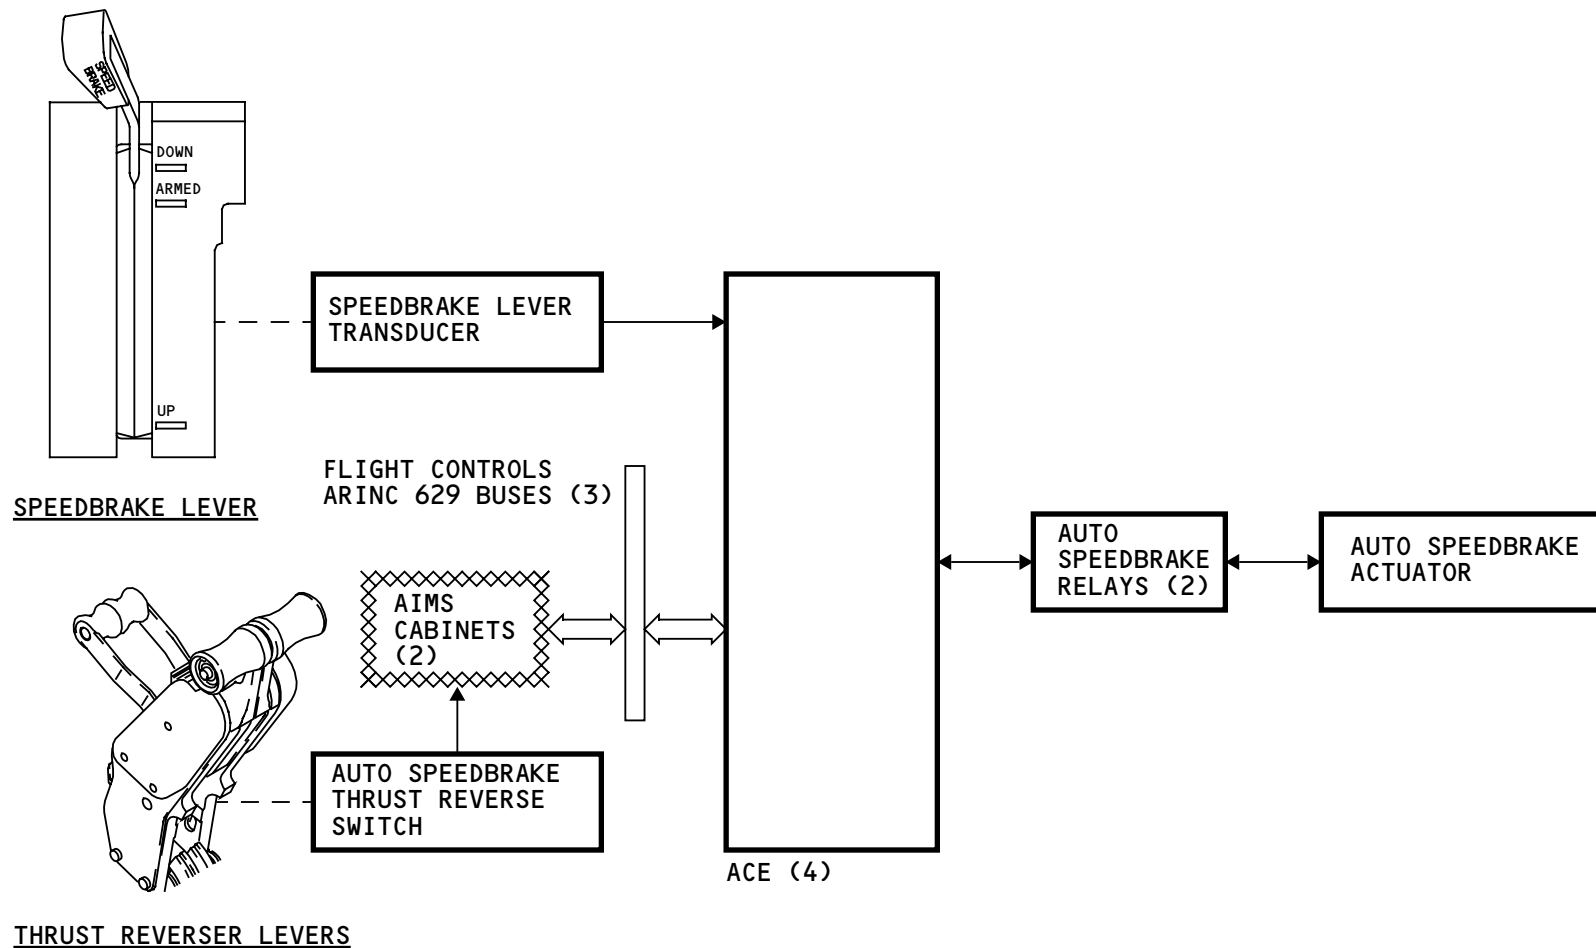 SPEED
BRAKE
DOWN
ARMED
UP
SPEEDBRAKE LEVER
SPEEDBRAKE LEVER
TRANSDUCER
FLIGHT CONTROLS
ARINC 629 BUSES (3)
AIMS
CABINETS
(2)
AUTO SPEEDBRAKE
THRUST REVERSE
SWITCH
THRUST REVERSER LEVERS
ACE (4)
AUTO
SPEEDBRAKE
RELAYS (2)
AUTO SPEEDBRAKE
ACTUATOR